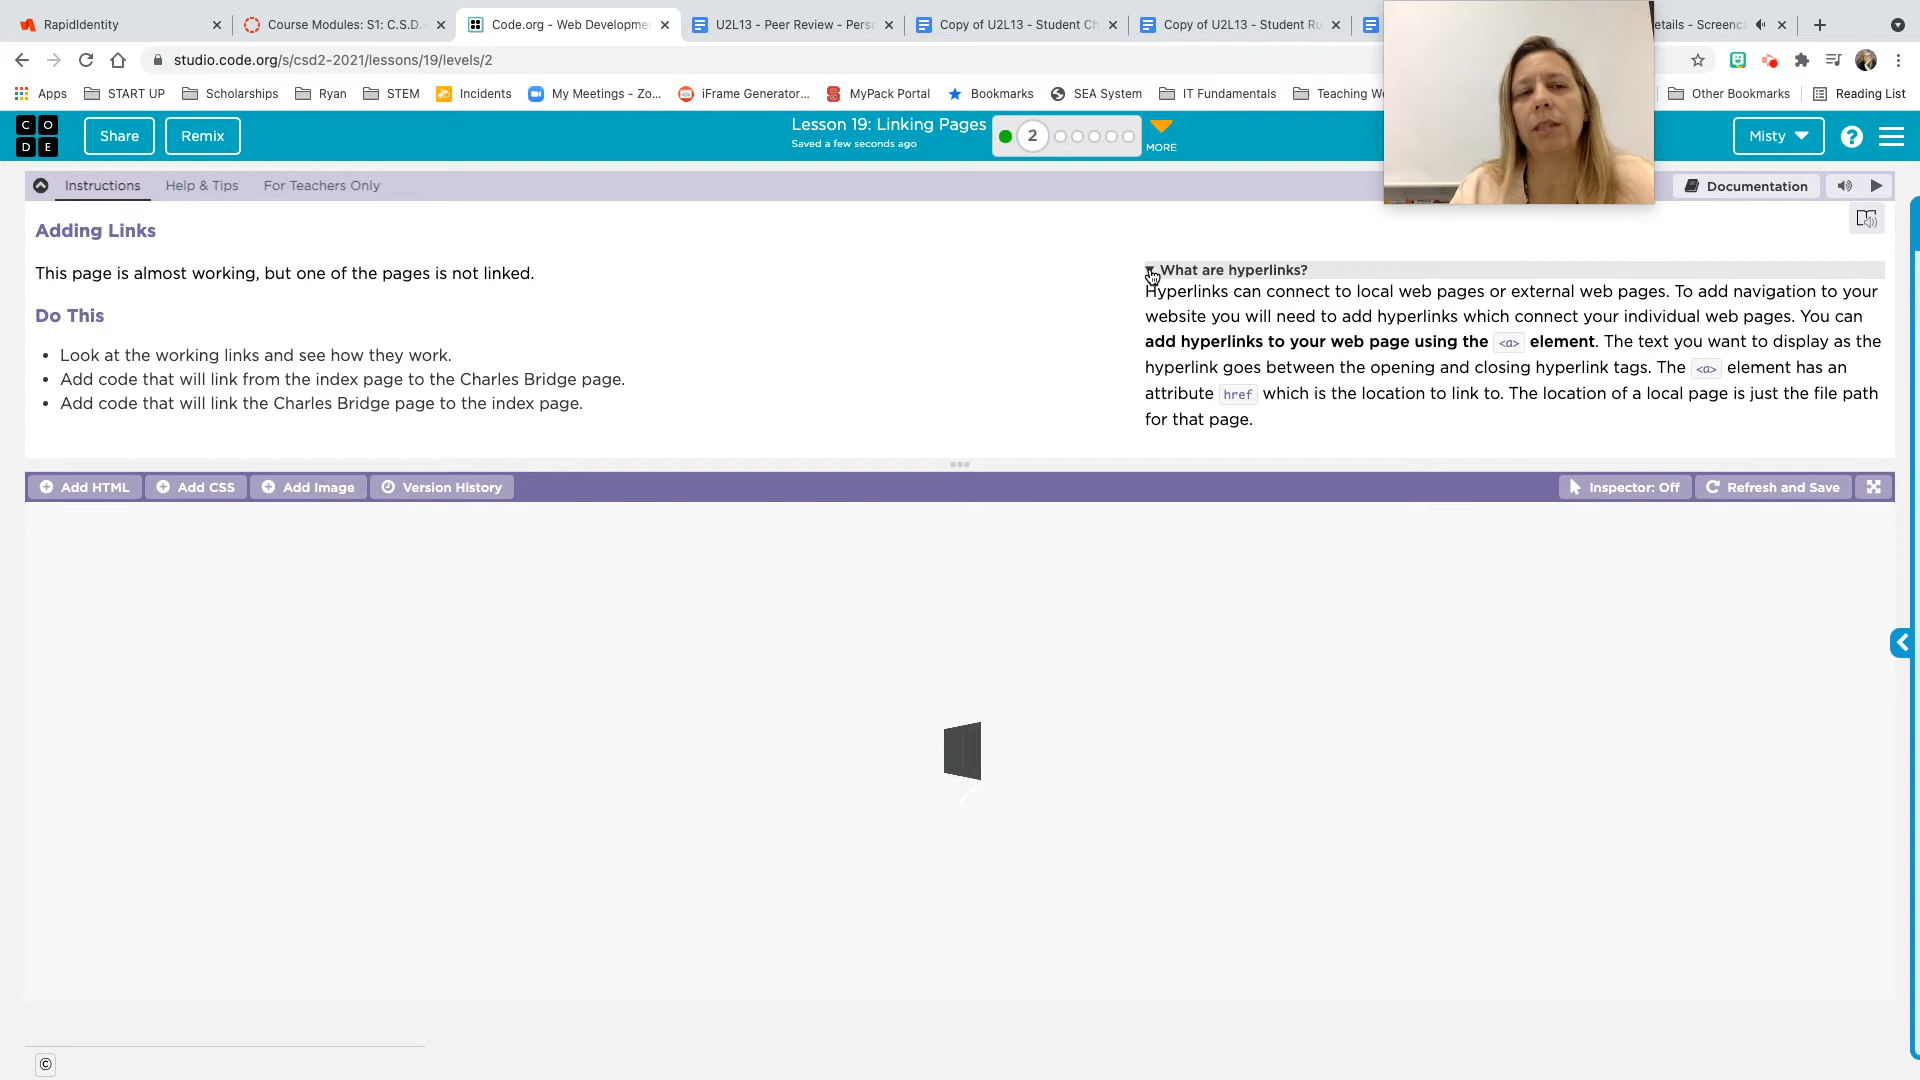 RapidIdentity
Course Modules: S1: C.S.D.
Code.org - Web Developme
U2L13 - Peer Review - Perso
Copy of U2L13 - Student Ch
Copy of U2L13 - Student Ru
etails - Screenca
studio.code.org/s/csd2-2021/lessons/19/levels/2
Apps
START UP
Scholarships
Ryan
STEM
Incidents
My Meetings - Zo...
iFrame Generator...
MyPack Portal
Bookmarks
SEA System
IT Fundamentals
Teaching We
Other Bookmarks
Reading List
C O D E
Share
Remix
Lesson 19: Linking Pages
Saved a few seconds ago
2
MORE
Misty
?
Instructions
Help & Tips
For Teachers Only
Documentation
Adding Links
This page is almost working, but one of the pages is not linked.
Do This
• Look at the working links and see how they work.
• Add code that will link from the index page to the Charles Bridge page.
• Add code that will link the Charles Bridge page to the index page.
What are hyperlinks?
Hyperlinks can connect to local web pages or external web pages. To add navigation to your
website you will need to add hyperlinks which connect your individual web pages. You can
add hyperlinks to your web page using the <a> element. The text you want to display as the
hyperlink goes between the opening and closing hyperlink tags. The <a> element has an
attribute href which is the location to link to. The location of a local page is just the file path
for that page.
Add HTML
Add CSS
Add Image
Version History
Inspector: Off
Refresh and Save
©